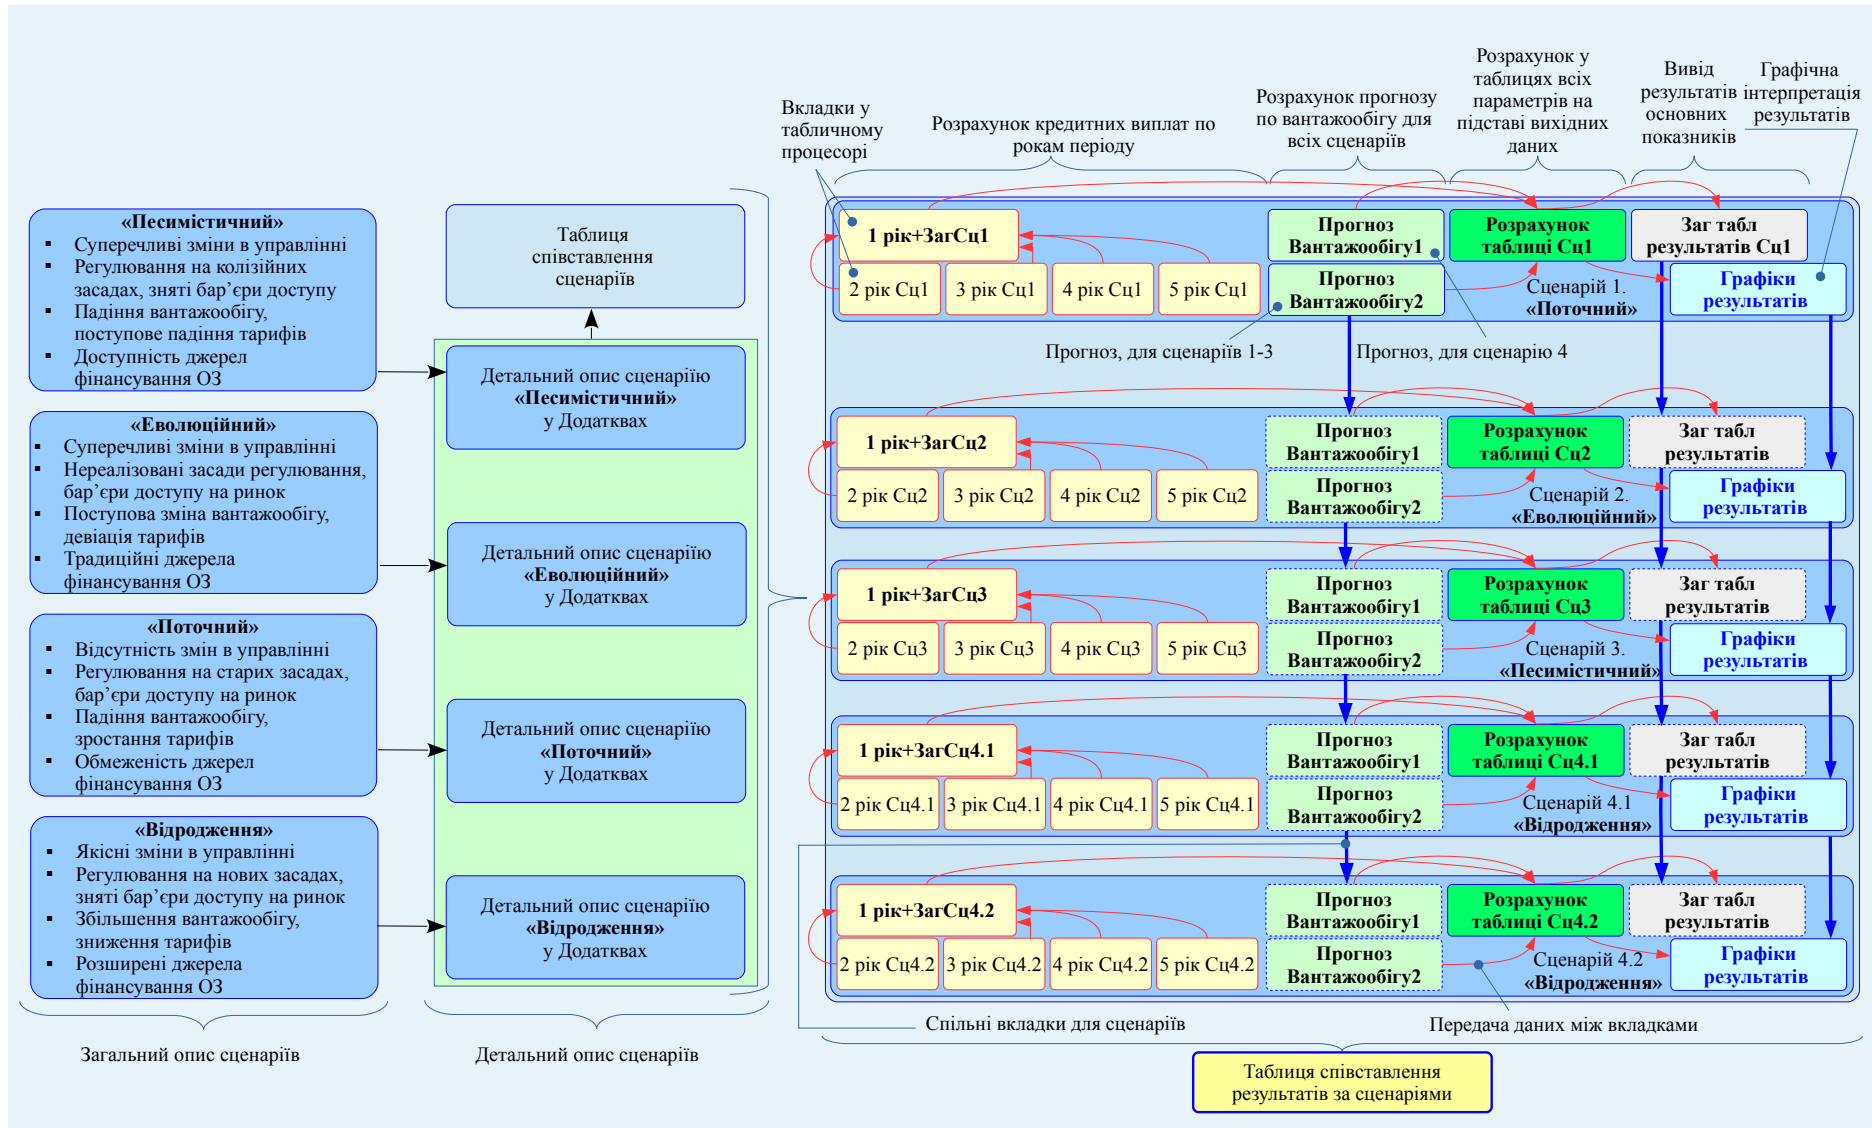 «Песимістичний»
▪ Суперечливі зміни в управлінні
▪ Регулювання на колізійних
засадах, зняті бар’єри доступу
▪ Падіння вантажообігу,
поступове падіння тарифів
▪ Доступність джерел
фінансування ОЗ
«Еволюційний»
▪ Суперечливі зміни в управлінні
▪ Нереалізовані засади регулювання,
бар’єри доступу на ринок
▪ Поступова зміна вантажообігу,
девіація тарифів
▪ Традиційні джерела
фінансування ОЗ
«Поточний»
▪ Відсутність змін в управлінні
▪ Регулювання на старих засадах,
бар’єри доступу на ринок
▪ Падіння вантажообігу,
зростання тарифів
▪ Обмеженість джерел
фінансування ОЗ
«Відродження»
▪ Якісні зміни в управлінні
▪ Регулювання на нових засадах,
зняті бар’єри доступу на ринок
▪ Збільшення вантажообігу,
зниження тарифів
▪ Розширені джерела
фінансування ОЗ
Загальний опис сценаріїв
Таблиця
співставлення
сценаріїв
Детальний опис сценаріїю
«Песимістичний»
у Додатквах
Детальний опис сценаріїю
«Еволюційний»
у Додатквах
Детальний опис сценаріїю
«Поточний»
у Додатквах
Детальний опис сценаріїю
«Відродження»
у Додатквах
Детальний опис сценаріїв
Вкладки у
табличному
процесорі
Розрахунок кредитних виплат по
рокам періоду
Розрахунок прогнозу
по вантажообігу для
всіх сценаріїв
Розрахунок у
таблицях всіх
параметрів на
підставі вихідних
даних
Вивід
результатів
основних
показників
Графічна
інтерпретація
результатів
1 рік+ЗагСц1
2 рік Сц1
3 рік Сц1
4 рік Сц1
5 рік Сц1
Прогноз
Вантажообігу1
Прогноз
Вантажообігу2
Розрахунок
таблиці Сц1
Заг табл
результатів Сц1
Сценарій 1.
«Поточний»
Графіки
результатів
Прогноз, для сценаріїв 1-3
Прогноз, для сценарію 4
1 рік+ЗагСц2
2 рік Сц2
3 рік Сц2
4 рік Сц2
5 рік Сц2
Прогноз
Вантажообігу1
Прогноз
Вантажообігу2
Розрахунок
таблиці Сц2
Заг табл
результатів
Сценарій 2.
«Еволюційний»
Графіки
результатів
1 рік+ЗагСц3
2 рік Сц3
3 рік Сц3
4 рік Сц3
5 рік Сц3
Прогноз
Вантажообігу1
Прогноз
Вантажообігу2
Розрахунок
таблиці Сц3
Заг табл
результатів
Сценарій 3.
«Песимістичний»
Графіки
результатів
1 рік+ЗагСц4.1
2 рік Сц4.1
3 рік Сц4.1
4 рік Сц4.1
5 рік Сц4.1
Прогноз
Вантажообігу1
Прогноз
Вантажообігу2
Розрахунок
таблиці Сц4.1
Заг табл
результатів
Сценарій 4.1
«Відродження»
Графіки
результатів
1 рік+ЗагСц4.2
2 рік Сц4.2
3 рік Сц4.2
4 рік Сц4.2
5 рік Сц4.2
Прогноз
Вантажообігу1
Прогноз
Вантажообігу2
Розрахунок
таблиці Сц4.2
Заг табл
результатів
Сценарій 4.2
«Відродження»
Графіки
результатів
Спільні вкладки для сценаріїв
Передача даних між вкладками
Таблиця співставлення
результатів за сценаріями